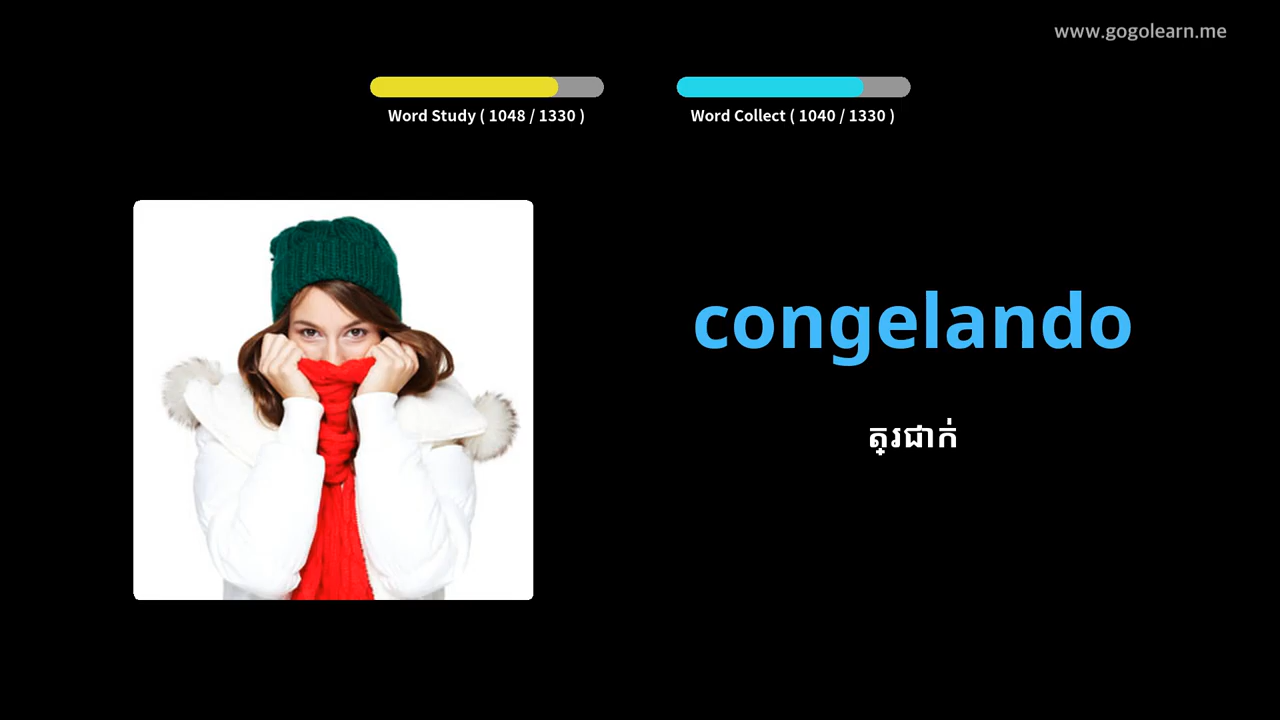 www.gogolearn.me
Word Study ( 1048 / 1330 )
Word Collect ( 1040 / 1330 )
congelando
ត្រជាក់